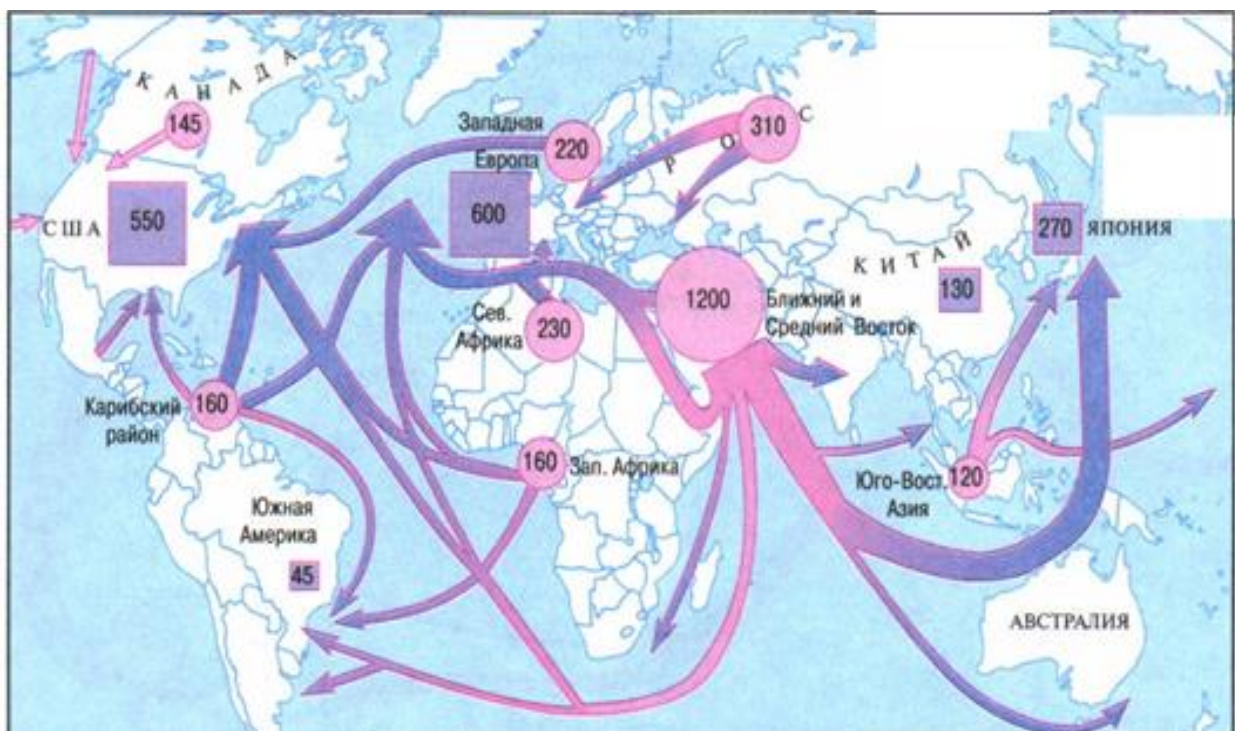 КАНАДА
145
Западная
Европа
220
310
РОС
США
550
600
270
ЯПОНИЯ
КИТАЙ
130
1200
Ближний и
Средний Восток
Сев.
Африка
230
Карибский
район
160
160
Зап. Африка
Юго-Вост.
Азия
120
Южная
Америка
45
АВСТРАЛИЯ